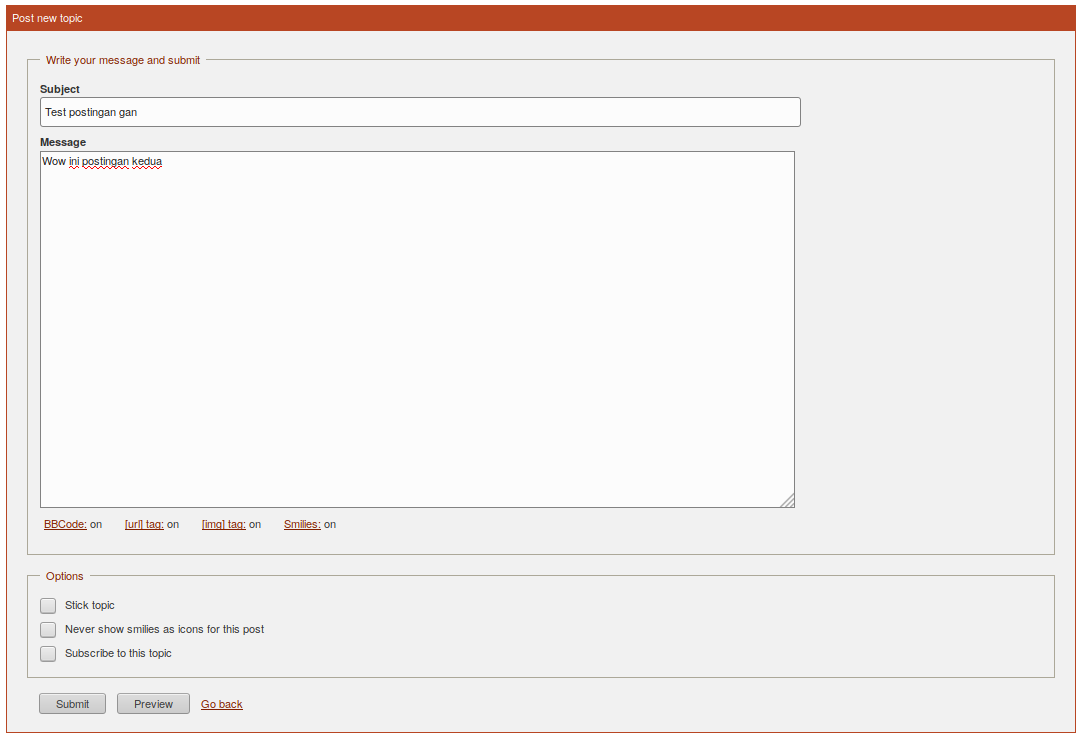 Post new topic
Write your message and submit
Subject
Test postingan gan
Message
Wow ini postingan kedua
BBCode: on [url] tag: on [img] tag: on Smilies: on
Options
Stick topic
Never show smilies as icons for this post
Subscribe to this topic
Submit Preview Go back